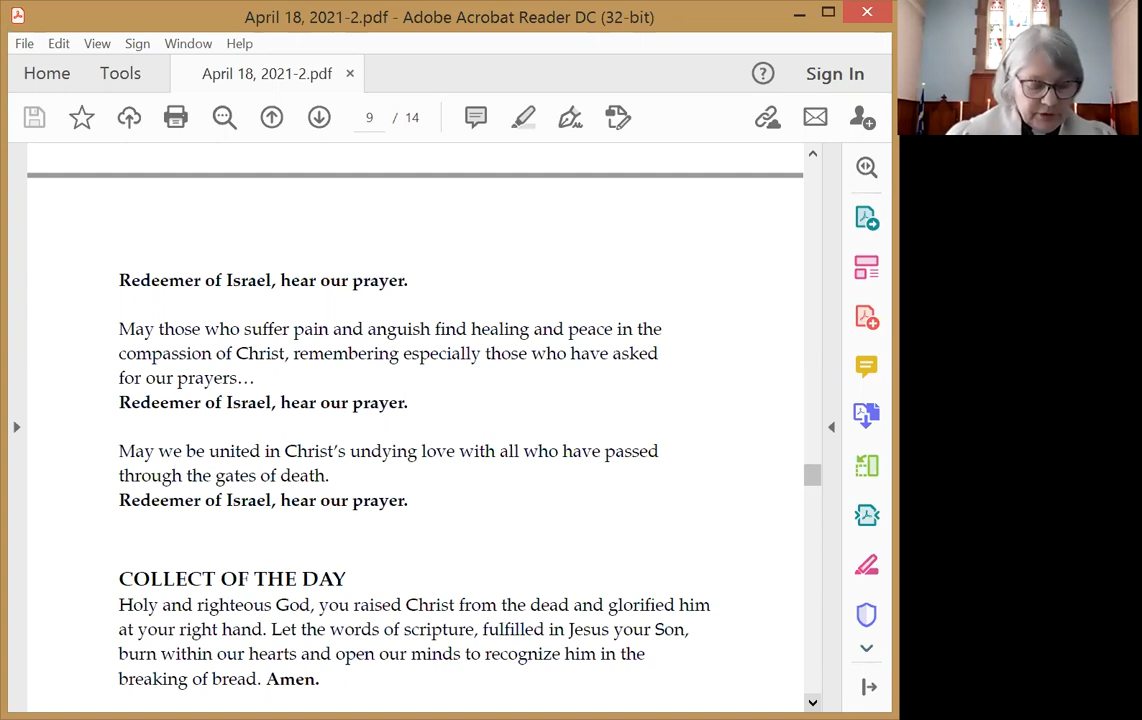 April 18, 2021-2.pdf - Adobe Acrobat Reader DC (32-bit)
File Edit View Sign Window Help
Home Tools April 18, 2021-2.pdf × Sign In
9 / 14
Redeemer of Israel, hear our prayer.
May those who suffer pain and anguish find healing and peace in the
compassion of Christ, remembering especially those who have asked
for our prayers…
Redeemer of Israel, hear our prayer.
May we be united in Christ's undying love with all who have passed
through the gates of death.
Redeemer of Israel, hear our prayer.
COLLECT OF THE DAY
Holy and righteous God, you raised Christ from the dead and glorified him
at your right hand. Let the words of scripture, fulfilled in Jesus your Son,
burn within our hearts and open our minds to recognize him in the
breaking of bread. Amen.